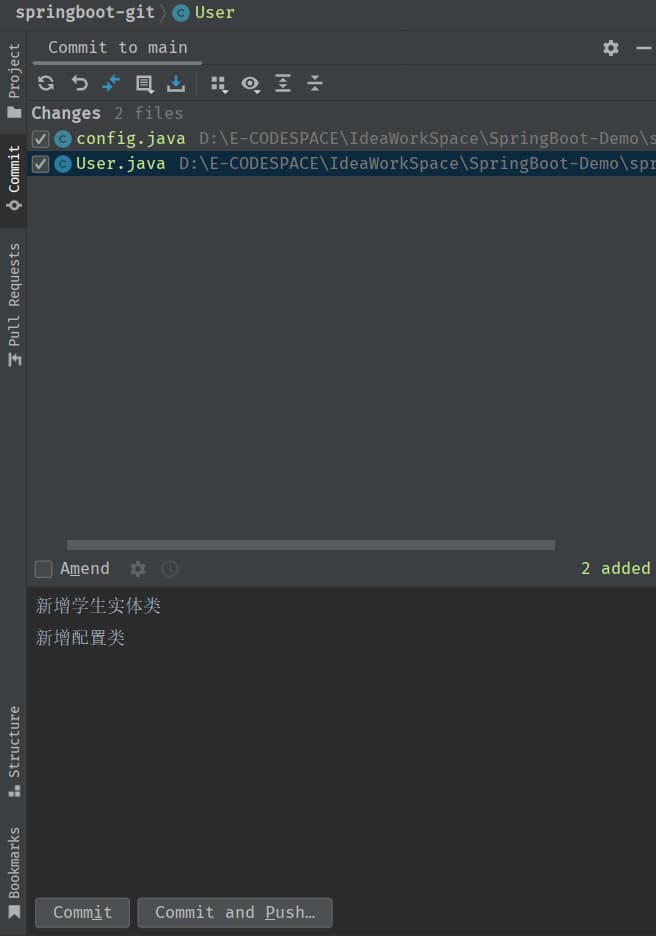 springboot-git User
Commit to main
Project
Changes 2 files
config.java D:\E-CODESPACE\IdeaWorkSpace\SpringBoot-Demo\s
User.java D:\E-CODESPACE\IdeaWorkSpace\SpringBoot-Demo\spr
Commit
Pull Requests
Amend 2 added
新增学生实体类
新增配置类
Structure
Bookmarks
Commit Commit and Push…